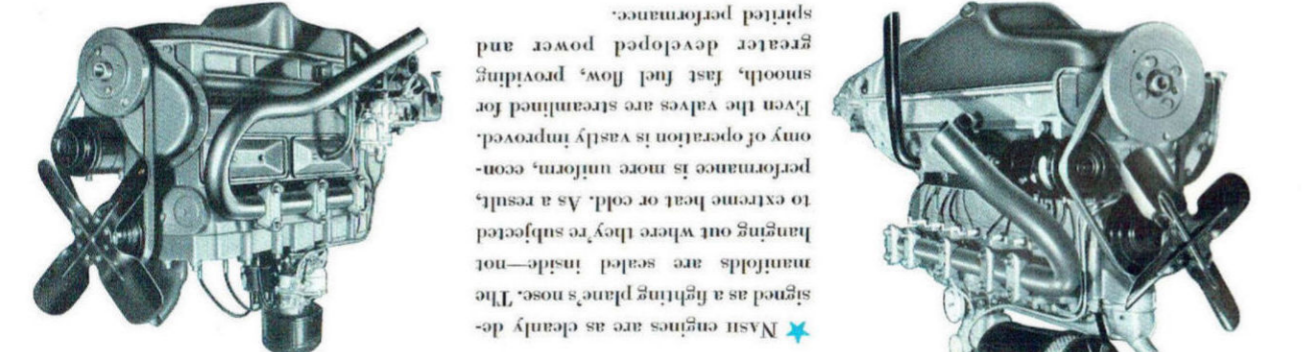 ★ NASH engines are as cleanly de-
signed as a fighting plane's nose. The
manifolds are sealed inside—not
hanging out where they're subjected
to extreme heat or cold. As a result,
performance is more uniform, econ-
omy of operation is vastly improved.
Even the valves are streamlined for
smooth, fast fuel flow, providing
greater developed power and
spirited performance.